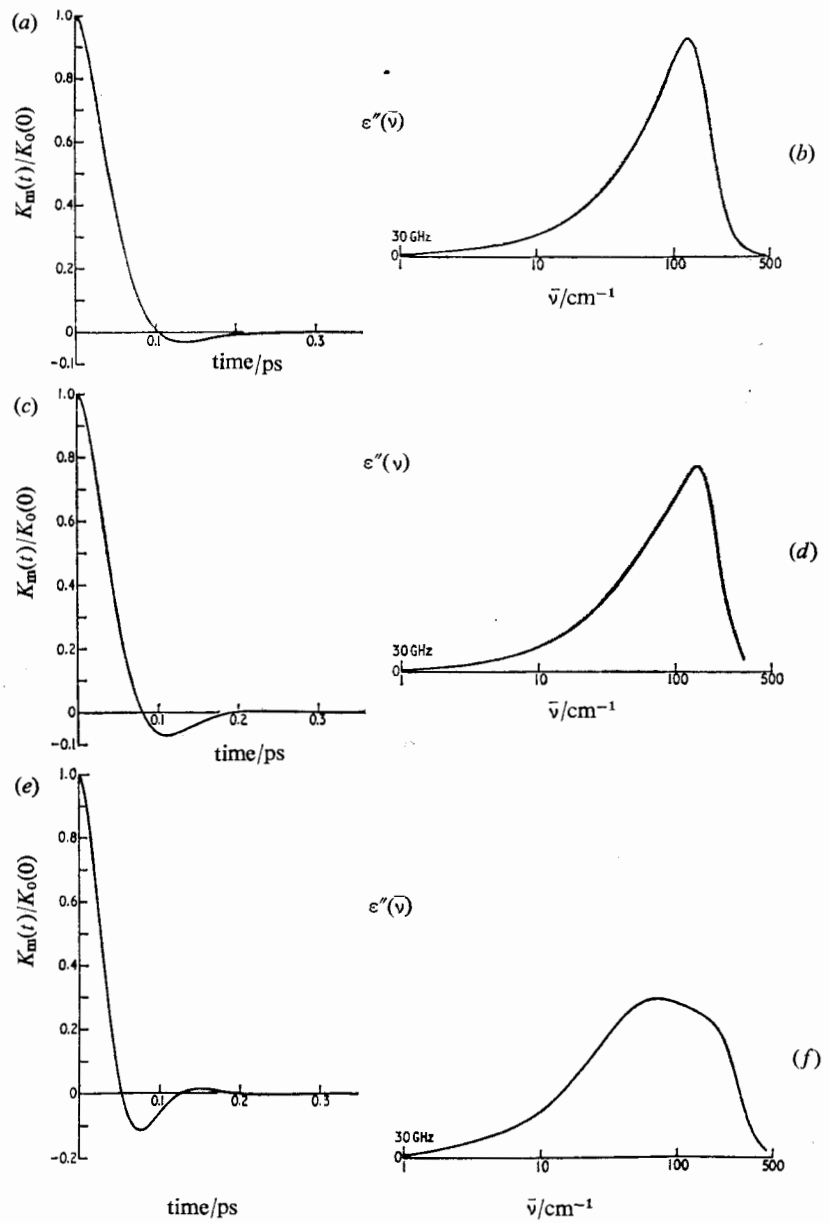 (a)
1.0
0.8
0.6
0.4
0.2
0
-0.1
K_m(t)/K_0(0)
0.1
0.2
0.3
time/ps
ε″(ν̄)
(b)
30 GHz
0
1
10
100
500
ν̄/cm⁻¹
(c)
1.0
0.8
0.6
0.4
0.2
0
-0.1
K_m(t)/K_0(0)
0.1
0.2
0.3
time/ps
ε″(ν)
(d)
30 GHz
0
1
10
100
500
ν̄/cm⁻¹
(e)
1.0
0.8
0.6
0.4
0.2
0
-0.2
K_m(t)/K_0(0)
0.1
0.2
0.3
time/ps
ε″(ν̄)
(f)
30 GHz
0
1
10
100
500
ν̄/cm⁻¹